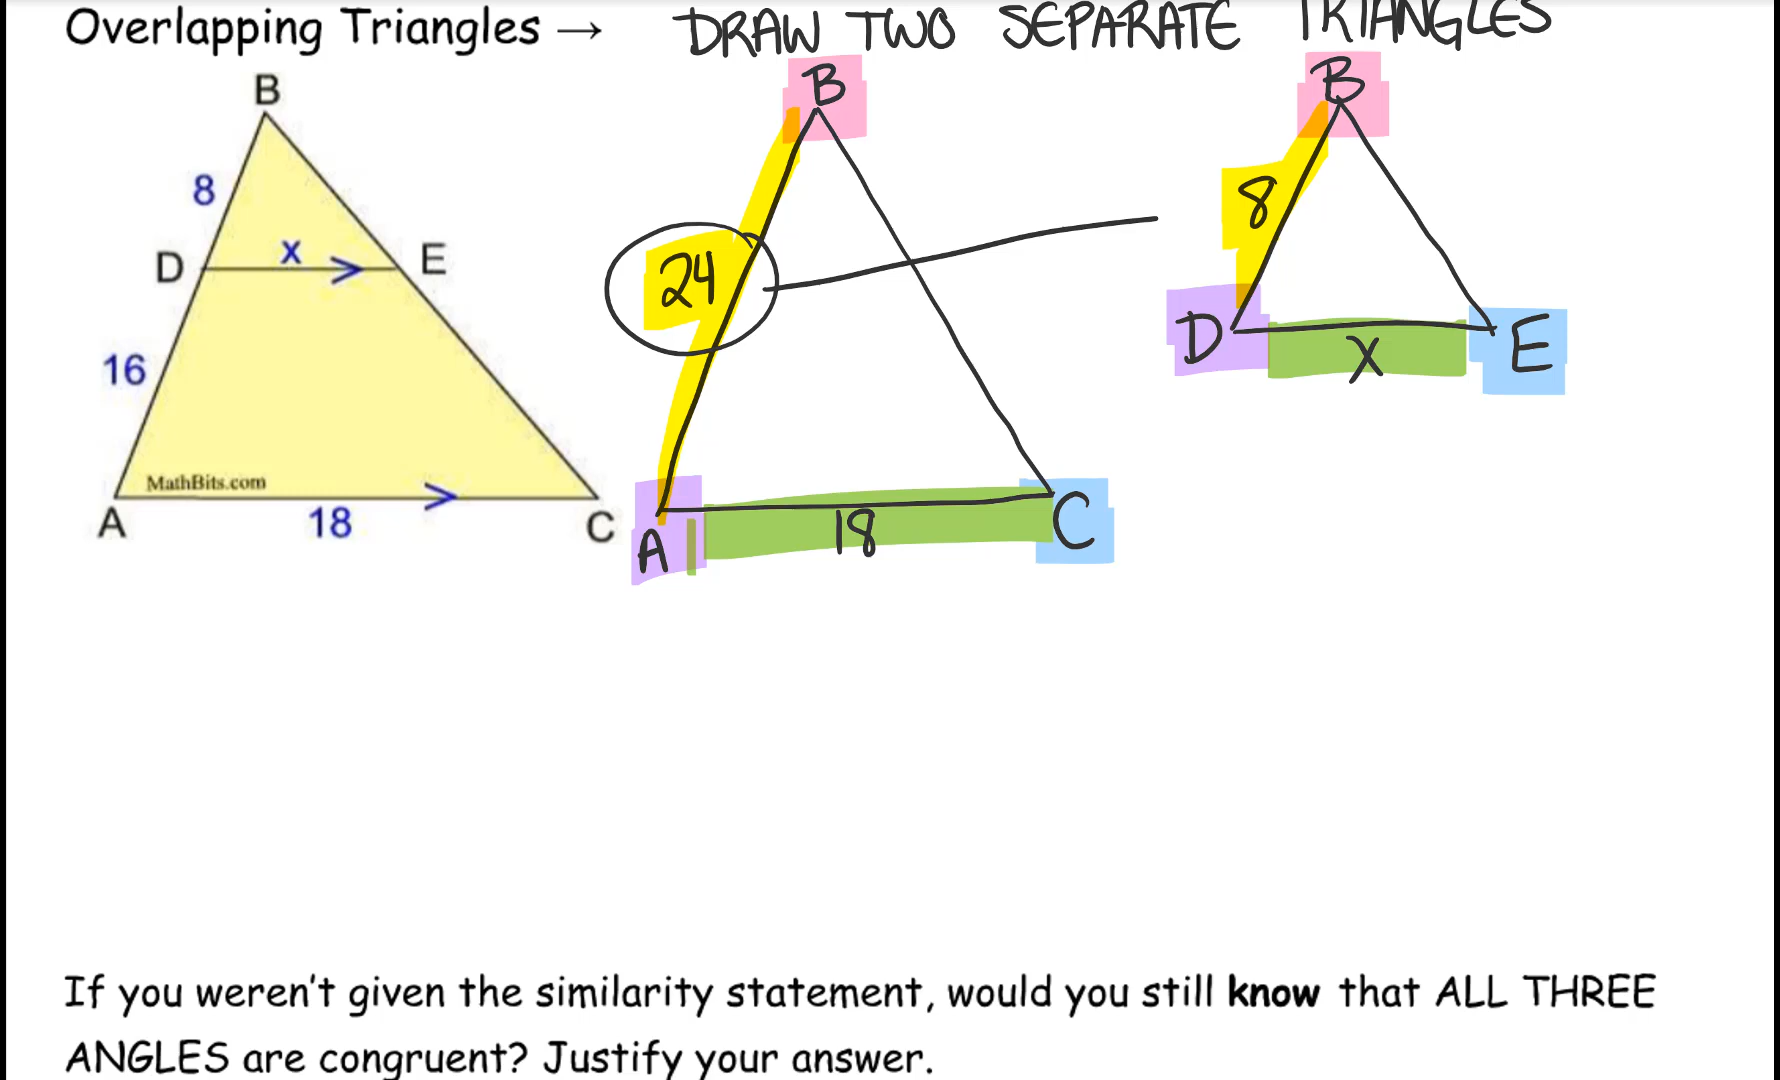 Overlapping Triangles → DRAW TWO SEPARATE TRIANGLES
B
8
D x E
16
MathBits.com
A 18 C
B
24
A 18 C
B
8
D X E
If you weren't given the similarity statement, would you still know that ALL THREE
ANGLES are congruent? Justify your answer.